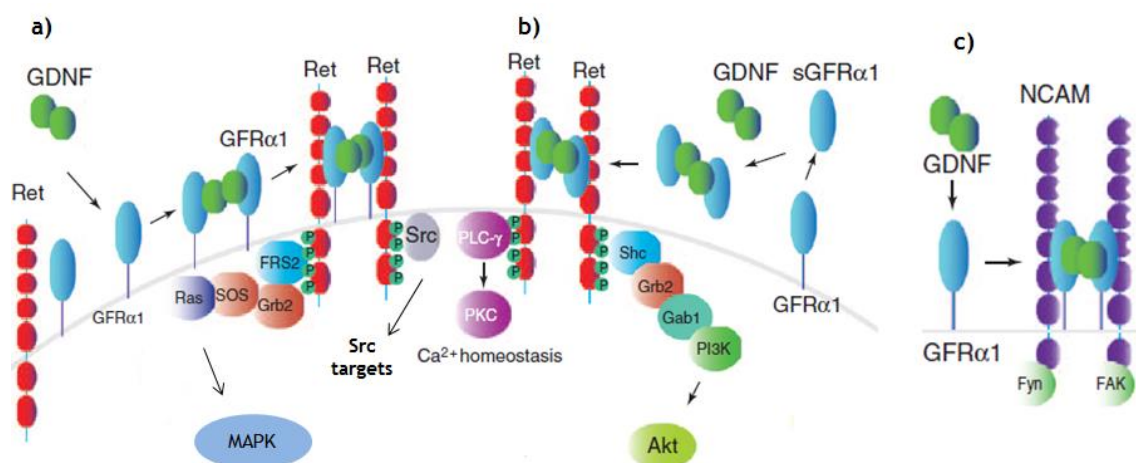 a)
GDNF
Ret
GFRα1
GFRα1
Ret
Ret
P
P
P
P
P
P
P
P
FRS2
Ras
SOS
Grb2
Src
Src
targets
MAPK
b)
Ret
Ret
GDNF
sGFRα1
GFRα1
P
P
P
P
P
P
P
P
PLC-γ
PKC
Ca²⁺homeostasis
Shc
Grb2
Gab1
PI3K
Akt
c)
NCAM
GDNF
GFRα1
Fyn
FAK